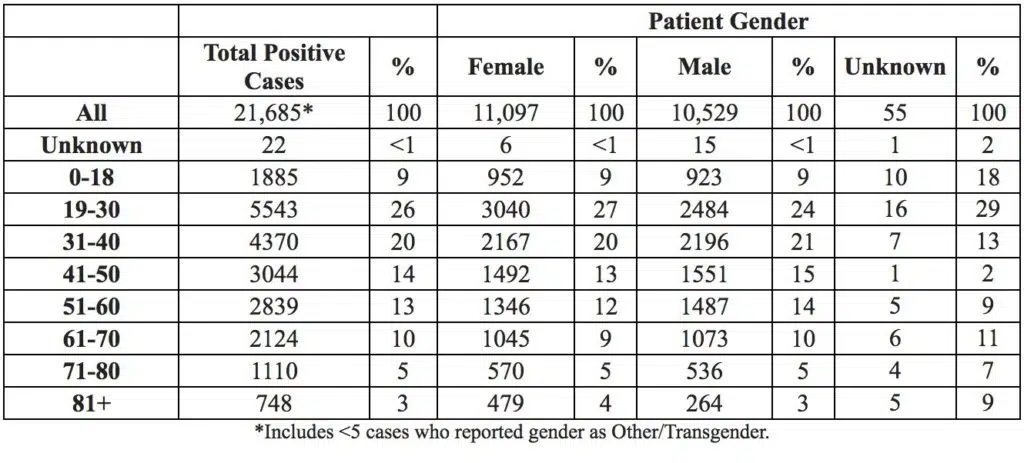 Patient Gender
Total Positive Cases % Female % Male % Unknown %
All 21,685* 100 11,097 100 10,529 100 55 100
Unknown 22 <1 6 <1 15 <1 1 2
0-18 1885 9 952 9 923 9 10 18
19-30 5543 26 3040 27 2484 24 16 29
31-40 4370 20 2167 20 2196 21 7 13
41-50 3044 14 1492 13 1551 15 1 2
51-60 2839 13 1346 12 1487 14 5 9
61-70 2124 10 1045 9 1073 10 6 11
71-80 1110 5 570 5 536 5 4 7
81+ 748 3 479 4 264 3 5 9
*Includes <5 cases who reported gender as Other/Transgender.